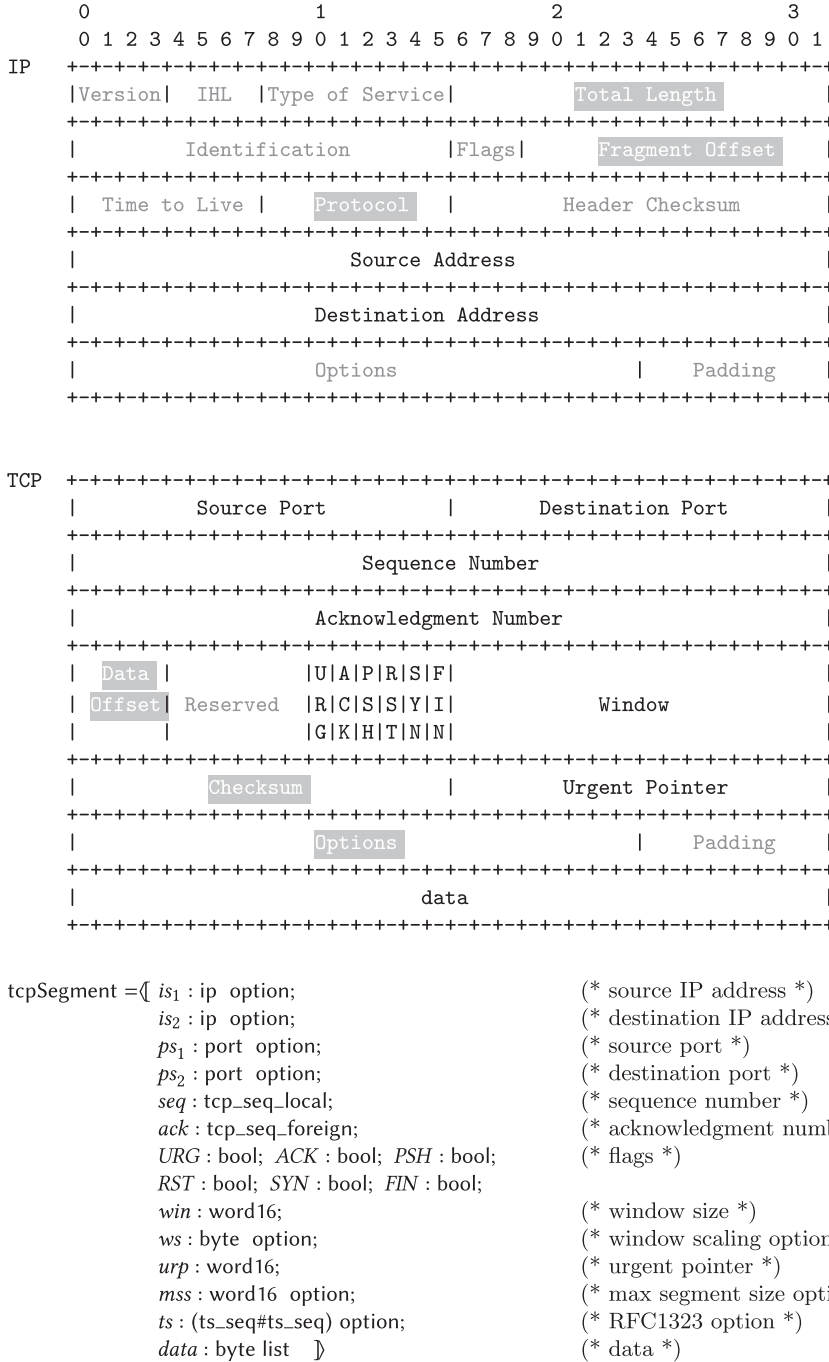 0                   1                   2                   3
0 1 2 3 4 5 6 7 8 9 0 1 2 3 4 5 6 7 8 9 0 1 2 3 4 5 6 7 8 9 0 1
IP +-+-+-+-+-+-+-+-+-+-+-+-+-+-+-+-+-+-+-+-+-+-+-+-+-+-+-+-+-+-+-+-+
|Version| IHL |Type of Service| Total Length |
+-+-+-+-+-+-+-+-+-+-+-+-+-+-+-+-+-+-+-+-+-+-+-+-+-+-+-+-+-+-+-+-+
| Identification |Flags| Fragment Offset |
+-+-+-+-+-+-+-+-+-+-+-+-+-+-+-+-+-+-+-+-+-+-+-+-+-+-+-+-+-+-+-+-+
| Time to Live | Protocol | Header Checksum |
+-+-+-+-+-+-+-+-+-+-+-+-+-+-+-+-+-+-+-+-+-+-+-+-+-+-+-+-+-+-+-+-+
| Source Address |
+-+-+-+-+-+-+-+-+-+-+-+-+-+-+-+-+-+-+-+-+-+-+-+-+-+-+-+-+-+-+-+-+
| Destination Address |
+-+-+-+-+-+-+-+-+-+-+-+-+-+-+-+-+-+-+-+-+-+-+-+-+-+-+-+-+-+-+-+-+
| Options | Padding |
+-+-+-+-+-+-+-+-+-+-+-+-+-+-+-+-+-+-+-+-+-+-+-+-+-+-+-+-+-+-+-+-+
TCP +-+-+-+-+-+-+-+-+-+-+-+-+-+-+-+-+-+-+-+-+-+-+-+-+-+-+-+-+-+-+-+-+
| Source Port | Destination Port |
+-+-+-+-+-+-+-+-+-+-+-+-+-+-+-+-+-+-+-+-+-+-+-+-+-+-+-+-+-+-+-+-+
| Sequence Number |
+-+-+-+-+-+-+-+-+-+-+-+-+-+-+-+-+-+-+-+-+-+-+-+-+-+-+-+-+-+-+-+-+
| Acknowledgment Number |
+-+-+-+-+-+-+-+-+-+-+-+-+-+-+-+-+-+-+-+-+-+-+-+-+-+-+-+-+-+-+-+-+
| Data | |U|A|P|R|S|F| |
| Offset| Reserved |R|C|S|S|Y|I| Window |
| | |G|K|H|T|N|N| |
+-+-+-+-+-+-+-+-+-+-+-+-+-+-+-+-+-+-+-+-+-+-+-+-+-+-+-+-+-+-+-+-+
| Checksum | Urgent Pointer |
+-+-+-+-+-+-+-+-+-+-+-+-+-+-+-+-+-+-+-+-+-+-+-+-+-+-+-+-+-+-+-+-+
| Options | Padding |
+-+-+-+-+-+-+-+-+-+-+-+-+-+-+-+-+-+-+-+-+-+-+-+-+-+-+-+-+-+-+-+-+
| data |
+-+-+-+-+-+-+-+-+-+-+-+-+-+-+-+-+-+-+-+-+-+-+-+-+-+-+-+-+-+-+-+-+
tcpSegment =⟨[ is₁ : ip option; (* source IP address *)
is₂ : ip option; (* destination IP address
ps₁ : port option; (* source port *)
ps₂ : port option; (* destination port *)
seq : tcp_seq_local; (* sequence number *)
ack : tcp_seq_foreign; (* acknowledgment
URG : bool; ACK : bool; PSH : bool; (* flags *)
RST : bool; SYN : bool; FIN : bool;
win : word16; (* window size *)
ws : byte option; (* window scaling option
urp : word16; (* urgent pointer *)
mss : word16 option; (* max segment size
ts : (ts_seq#ts_seq) option; (* RFC1323 option *)
data : byte list ]⟩ (* data *)